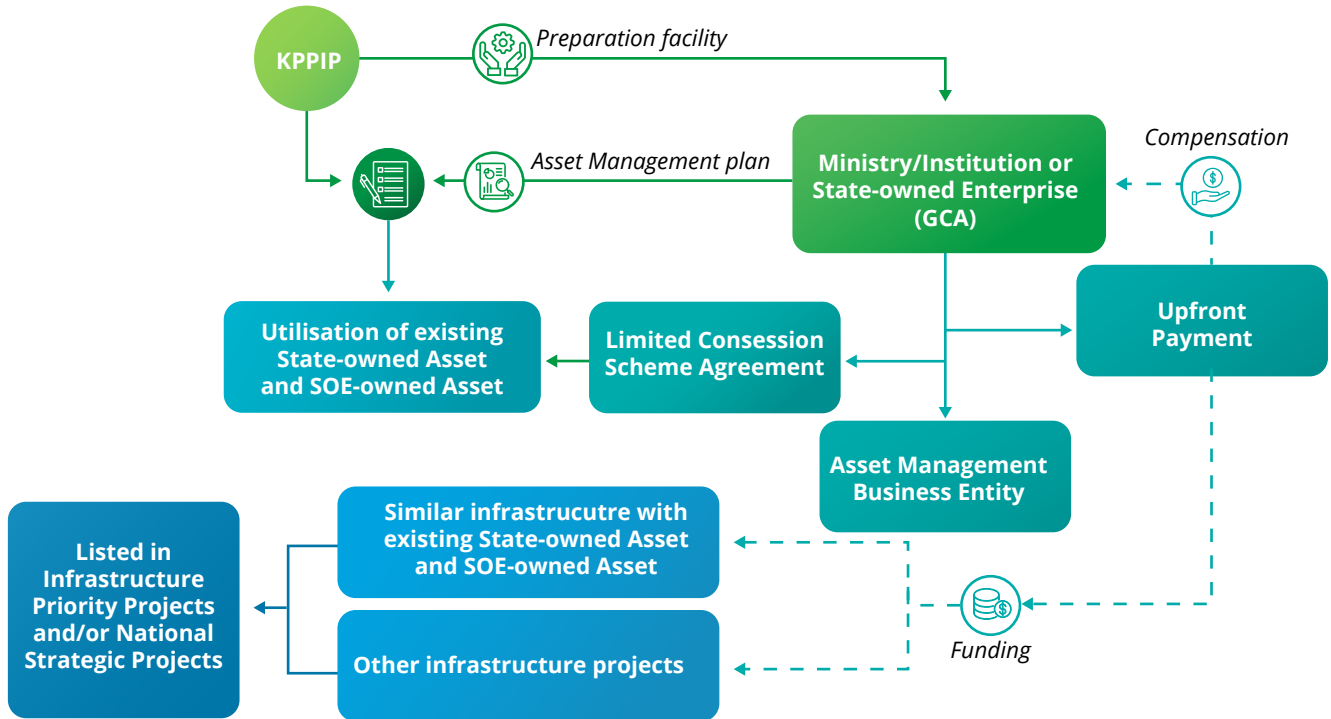 KPPIP
Preparation facility
Asset Management plan
Ministry/Institution or
State-owned Enterprise
(GCA)
Compensation
Utilisation of existing
State-owned Asset
and SOE-owned Asset
Limited Consession
Scheme Agreement
Upfront
Payment
Asset Management
Business Entity
Listed in
Infrastructure
Priority Projects
and/or National
Strategic Projects
Similar infrastrucutre with
existing State-owned Asset
and SOE-owned Asset
Other infrastructure projects
Funding